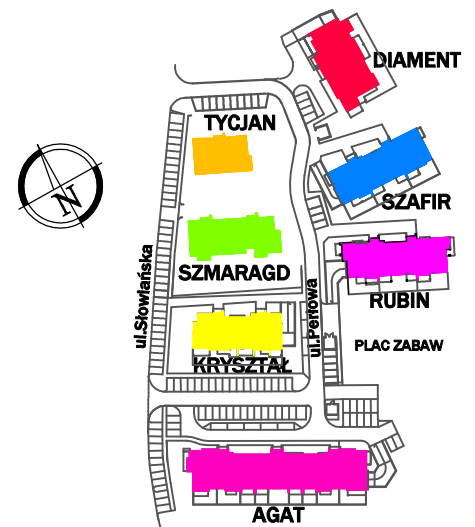 DIAMENT
TYCJAN
SZAFIR
N
SZMARAGD
ul.Słowiańska
ul.Perłowa
RUBIN
PLAC ZABAW
KRYSZTAŁ
AGAT